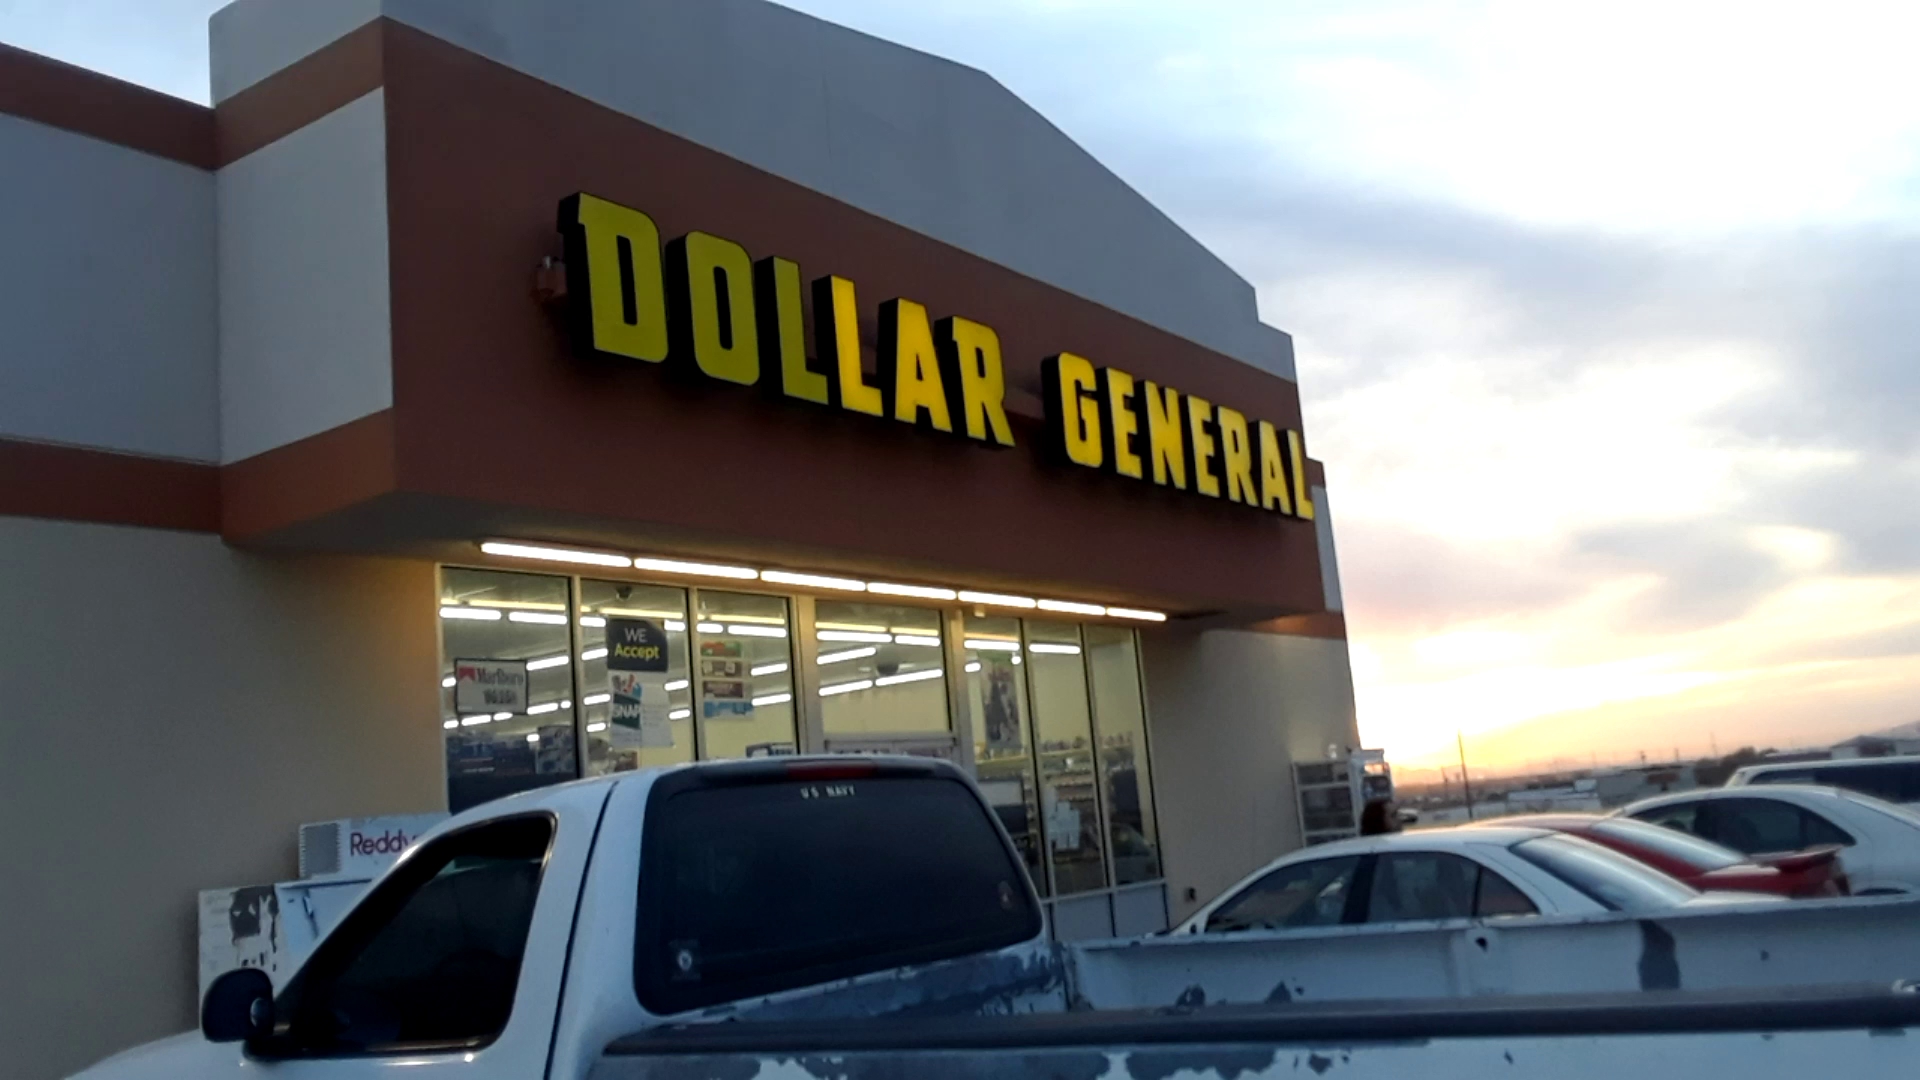 DOLLAR GENERAL
WE
Accept
Marlboro
SNAP
U S NAVY
Reddy